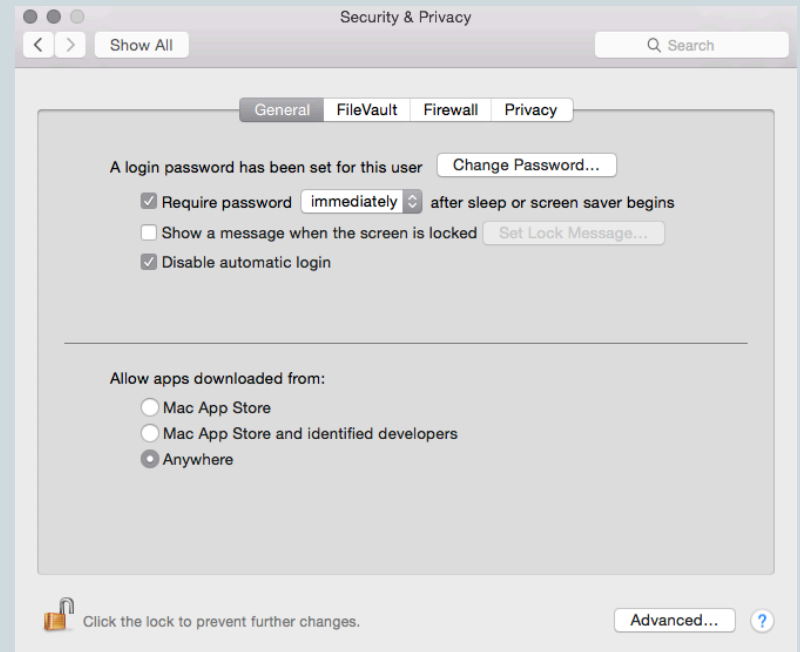 Security & Privacy
Show All
Search
General FileVault Firewall Privacy
A login password has been set for this user Change Password...
Require password immediately after sleep or screen saver begins
Show a message when the screen is locked Set Lock Message...
Disable automatic login
Allow apps downloaded from:
Mac App Store
Mac App Store and identified developers
Anywhere
Click the lock to prevent further changes. Advanced... ?